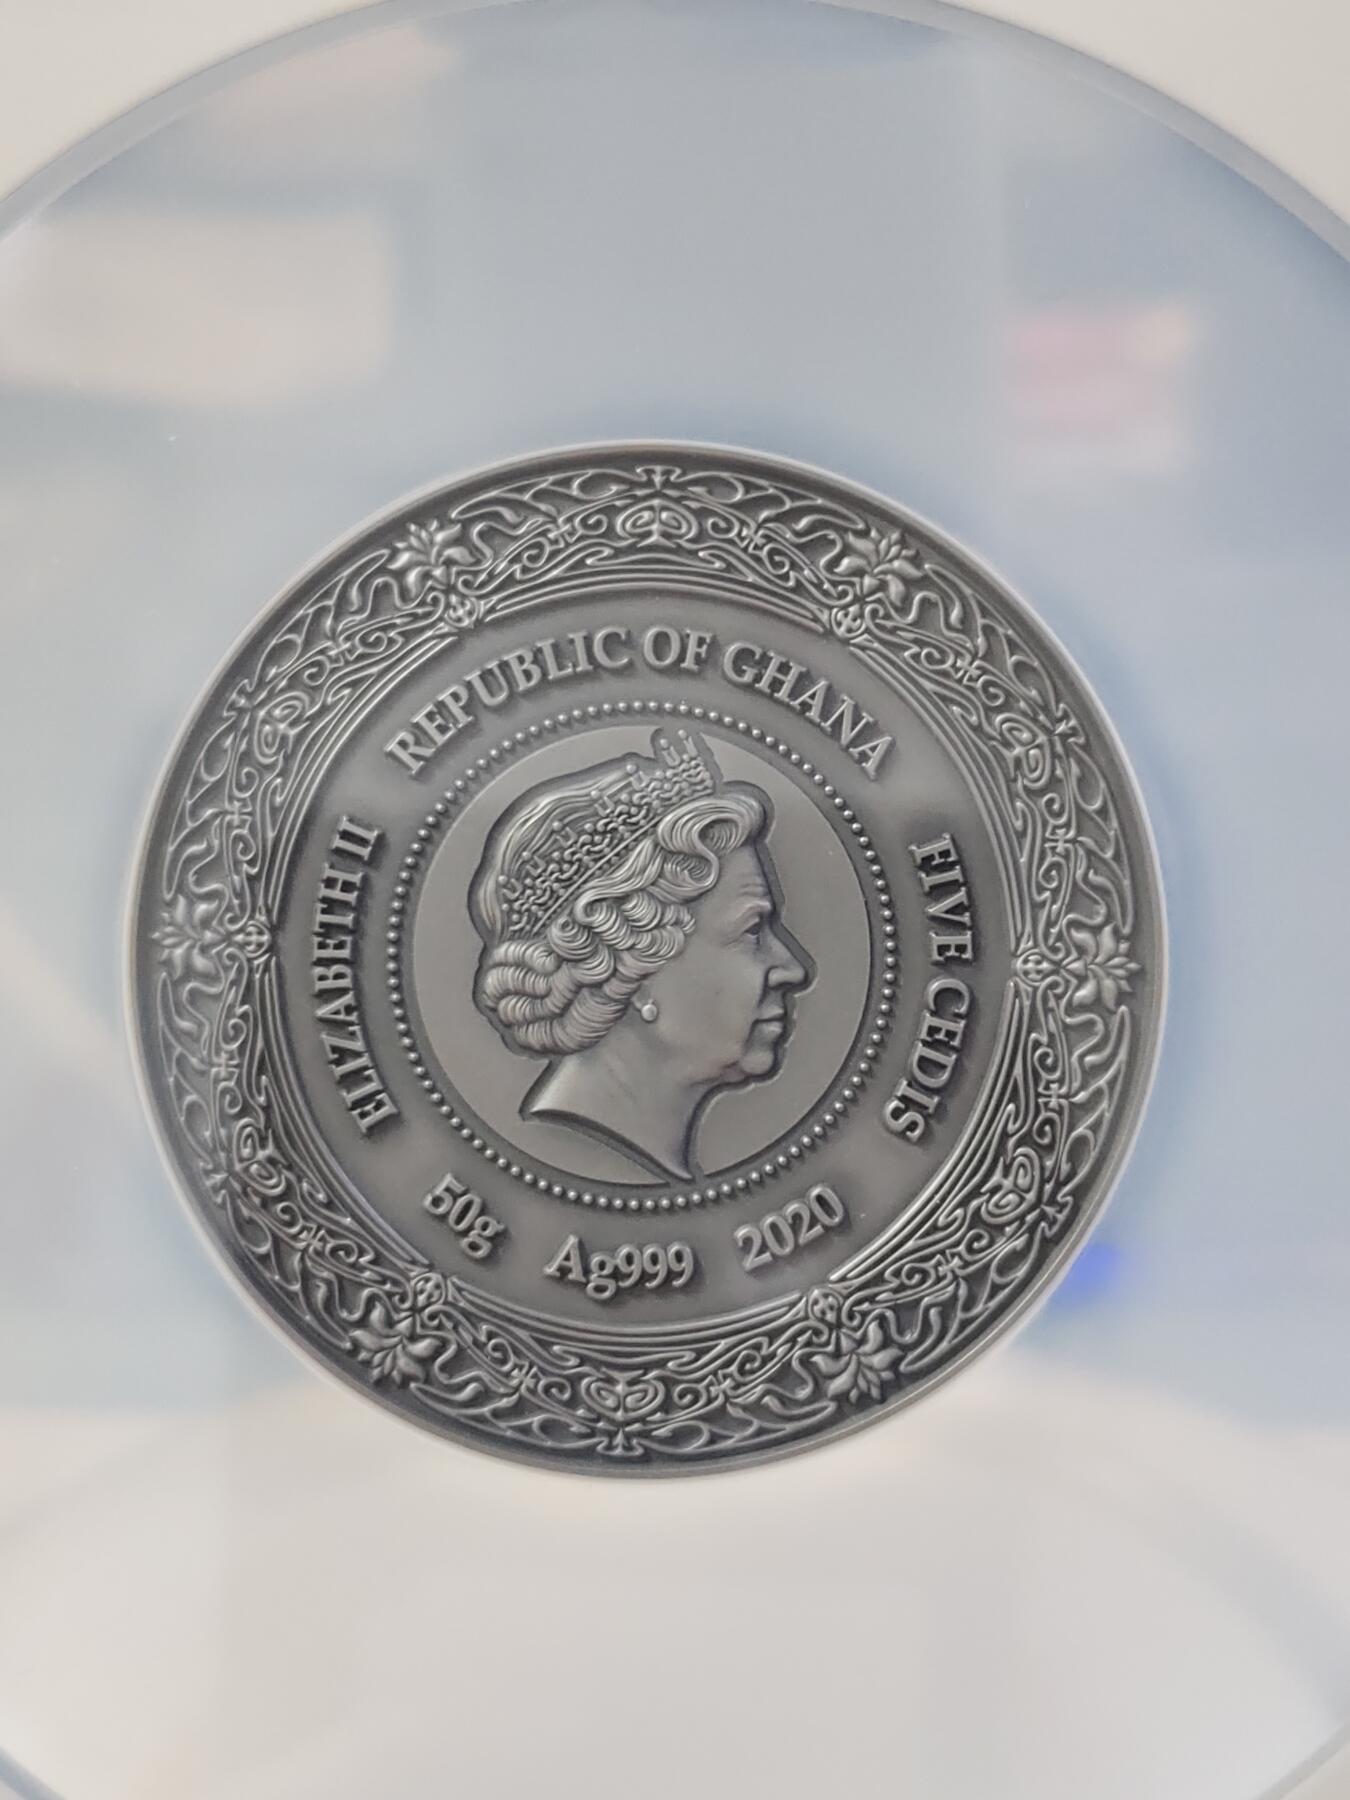 REPUBLIC OF GHANA
ELIZABETH II
FIVE CEDIS
50g Ag999 2020